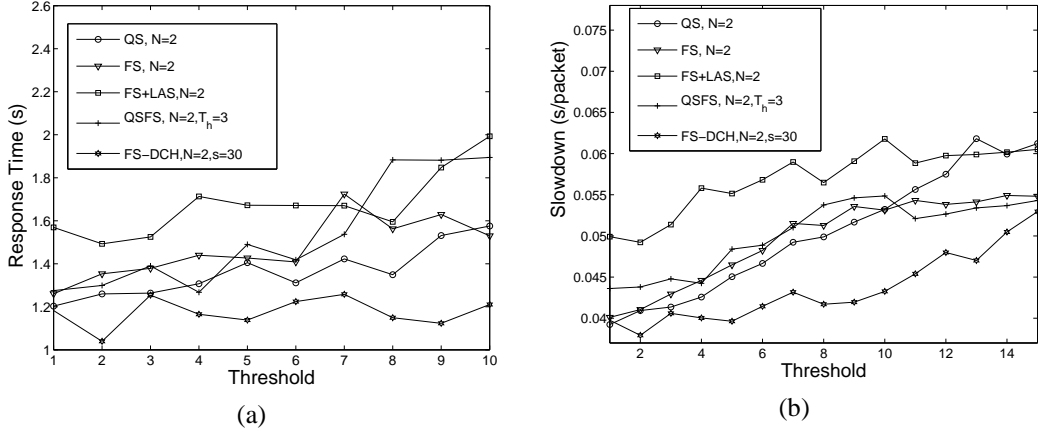 2.6
2.4
2.2
2
1.8
1.6
1.4
1.2
1
Response Time (s)
QS, N=2
FS, N=2
FS+LAS,N=2
QSFS, N=2,T_h=3
FS−DCH,N=2,s=30
1 2 3 4 5 6 7 8 9 10
Threshold
(a)
0.075
0.07
0.065
0.06
0.055
0.05
0.045
0.04
Slowdown (s/packet)
QS, N=2
FS, N=2
FS+LAS,N=2
QSFS, N=2,T_h=3
FS−DCH,N=2,s=30
2 4 6 8 10 12 14
Threshold
(b)